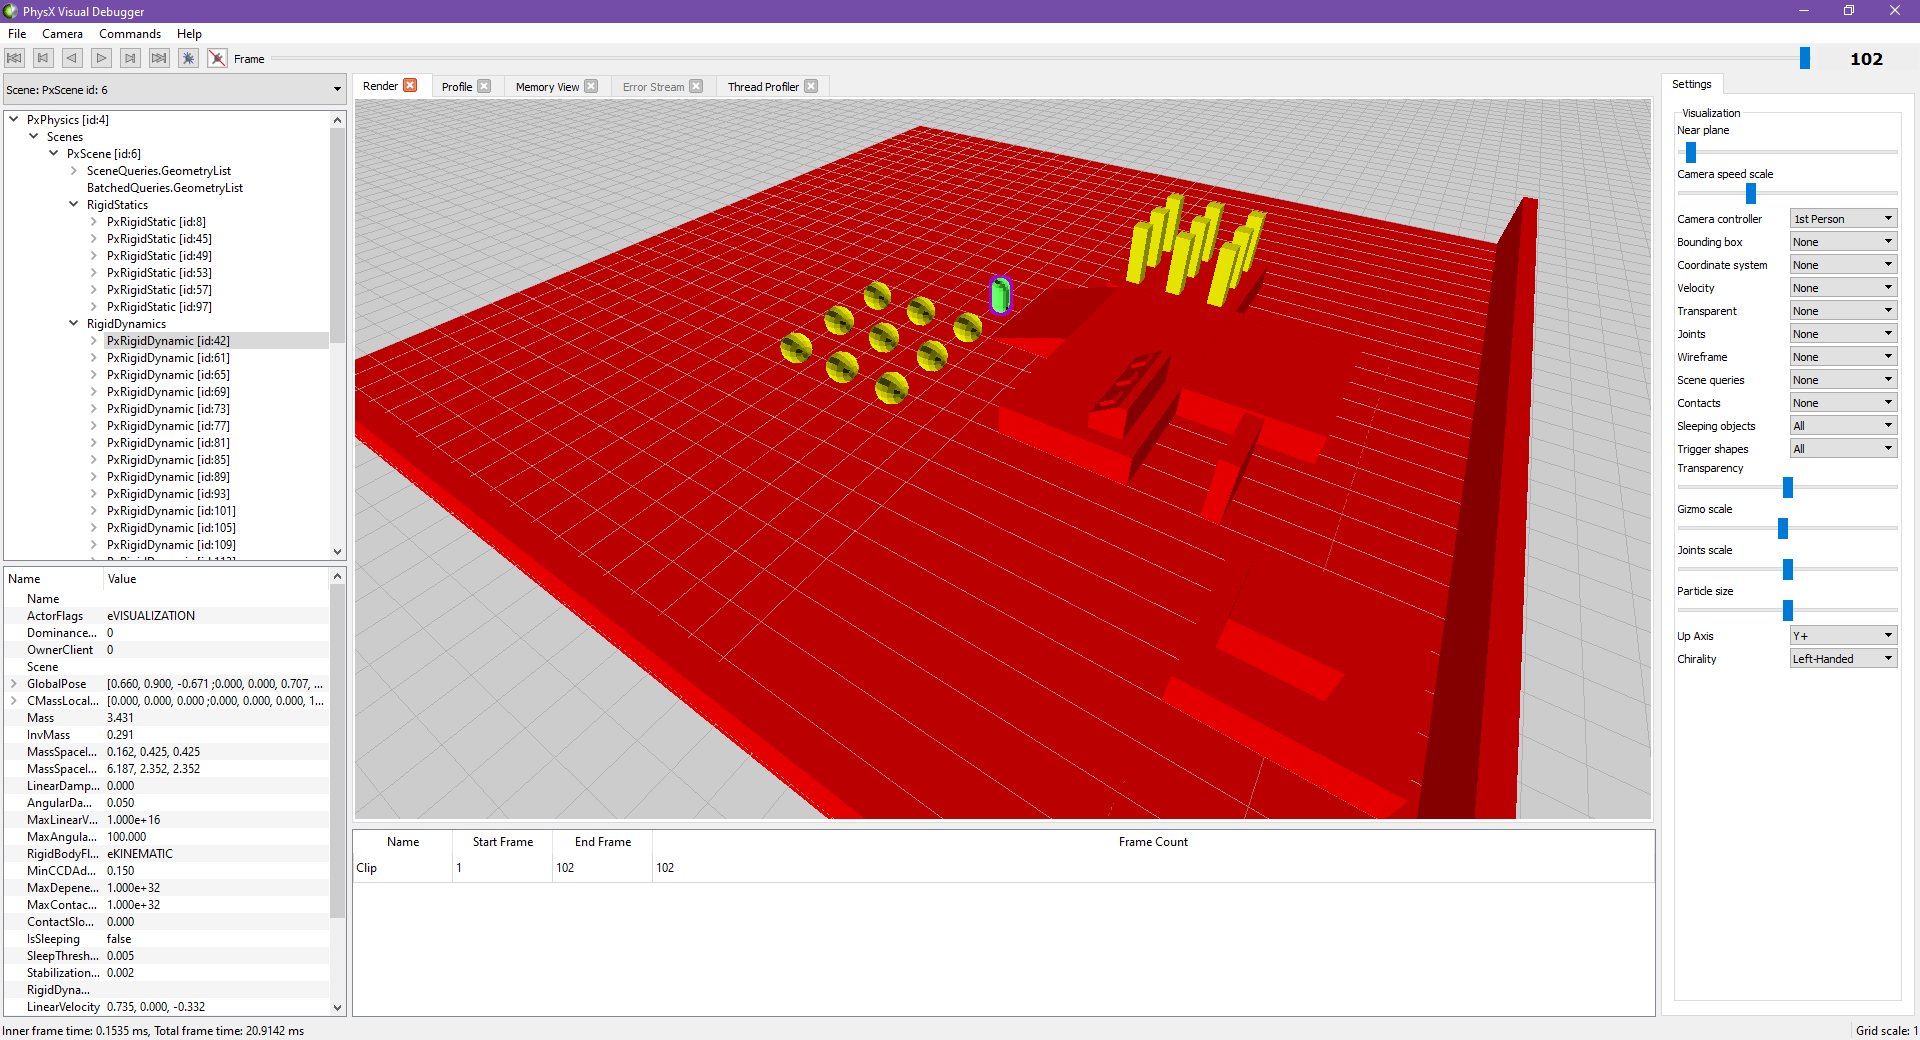 PhysX Visual Debugger
File Camera Commands Help
Frame 102
Scene: PxScene id: 6
PxPhysics [id:4]
Scenes
PxScene [id:6]
SceneQueries.GeometryList
BatchedQueries.GeometryList
RigidStatics
PxRigidStatic [id:8]
PxRigidStatic [id:45]
PxRigidStatic [id:49]
PxRigidStatic [id:53]
PxRigidStatic [id:57]
PxRigidStatic [id:97]
RigidDynamics
PxRigidDynamic [id:42]
PxRigidDynamic [id:61]
PxRigidDynamic [id:65]
PxRigidDynamic [id:69]
PxRigidDynamic [id:73]
PxRigidDynamic [id:77]
PxRigidDynamic [id:81]
PxRigidDynamic [id:85]
PxRigidDynamic [id:89]
PxRigidDynamic [id:93]
PxRigidDynamic [id:101]
PxRigidDynamic [id:105]
PxRigidDynamic [id:109]
Name Value
Name
ActorFlags eVISUALIZATION
Dominance... 0
OwnerClient 0
Scene
GlobalPose [0.660, 0.900, -0.671 ;0.000, 0.000, 0.707, ...
CMassLocal... [0.000, 0.000, 0.000 ;0.000, 0.000, 0.000, 1...
Mass 3.431
InvMass 0.291
MassSpaceI... 0.162, 0.425, 0.425
MassSpaceI... 6.187, 2.352, 2.352
LinearDamp... 0.000
AngularDa... 0.050
MaxLinearV... 1.000e+16
MaxAngula... 100.000
RigidBodyFl... eKINEMATIC
MinCCDAd... 0.150
MaxDepene... 1.000e+32
MaxContac... 1.000e+32
ContactSlo... 0.000
IsSleeping false
SleepThresh... 0.005
Stabilization... 0.002
RigidDyna...
LinearVelocity 0.735, 0.000, -0.332
Render Profile Memory View Error Stream Thread Profiler
Name Start Frame End Frame Frame Count
Clip 1 102 102
Settings
Visualization
Near plane
Camera speed scale
Camera controller 1st Person
Bounding box None
Coordinate system None
Velocity None
Transparent None
Joints None
Wireframe None
Scene queries None
Contacts None
Sleeping objects All
Trigger shapes All
Transparency
Gizmo scale
Joints scale
Particle size
Up Axis Y+
Chirality Left-Handed
Inner frame time: 0.1535 ms, Total frame time: 20.9142 ms
Grid scale: 1